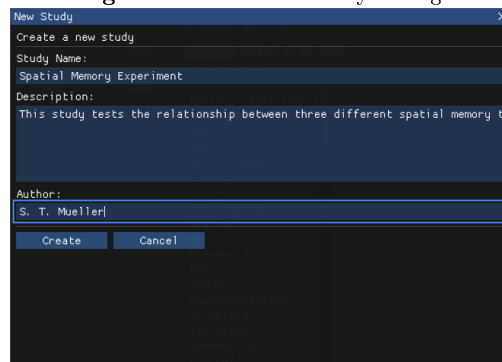 New Study
Create a new study
Study Name:
Spatial Memory Experiment
Description:
This study tests the relationship between three different spatial memory t
Author:
S. T. Mueller
Create Cancel